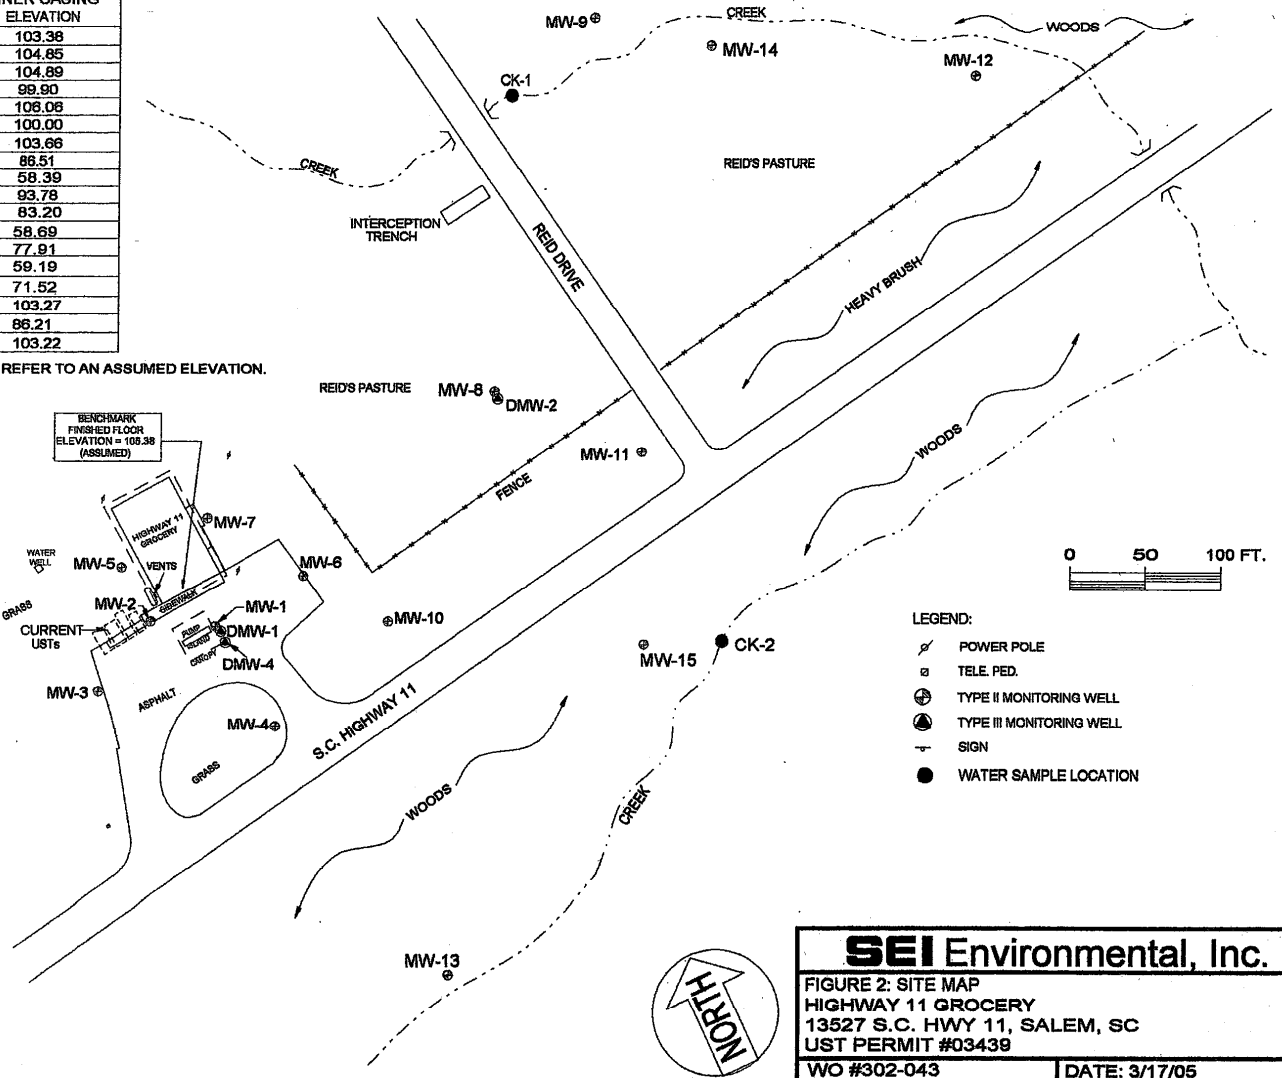 ELEVATION
103.38
104.85
104.89
99.90
106.06
100.00
103.66
86.51
58.39
93.78
83.20
58.69
77.91
59.19
71.52
103.27
86.21
103.22
REFER TO AN ASSUMED ELEVATION.
MW-9
CREEK
WOODS
MW-14
MW-12
CK-1
CREEK
REID'S PASTURE
INTERCEPTION
TRENCH
REID DRIVE
HEAVY BRUSH
REID'S PASTURE
MW-8
DMW-2
BENCHMARK
FINISHED FLOOR
ELEVATION = 105.38
(ASSUMED)
MW-11
WOODS
FENCE
HIGHWAY 11
GROCERY
MW-7
WATER
WELL
MW-5
VENTS
MW-6
0 50 100 FT.
GRASS
MW-2
SIDEWALK
MW-1
CURRENT
USTs
PUMP
ISLAND
DMW-1
MW-10
CANOPY
DMW-4
MW-15
CK-2
MW-3
ASPHALT
MW-4
S.C. HIGHWAY 11
GRASS
WOODS
CREEK
LEGEND:
POWER POLE
TELE. PED.
TYPE II MONITORING WELL
TYPE III MONITORING WELL
SIGN
WATER SAMPLE LOCATION
MW-13
NORTH
SEI Environmental, Inc.
FIGURE 2: SITE MAP
HIGHWAY 11 GROCERY
13527 S.C. HWY 11, SALEM, SC
UST PERMIT #03439
WO #302-043
DATE: 3/17/05